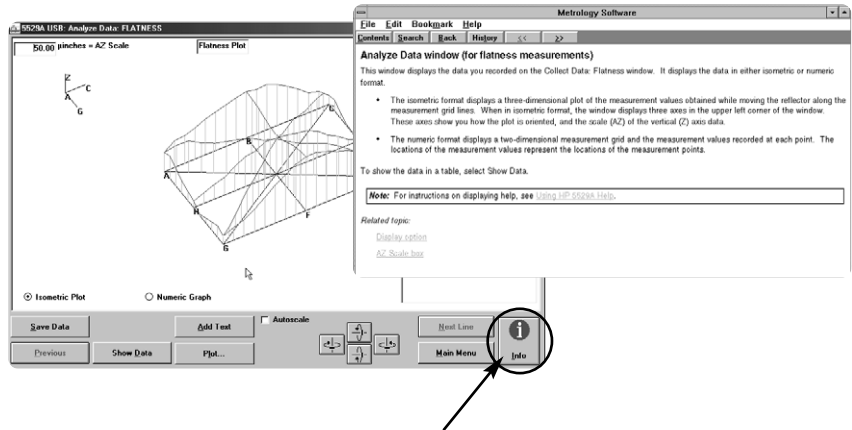 5529A USB: Analyze Data: FLATNESS
50.00 µinches = AZ Scale
Flatness Plot
Z
C
A
G
C
B
A
H
F
G
Isometric Plot
Numeric Graph
Save Data
Add Text
Autoscale
Next Line
Previous
Show Data
Plot...
Main Menu
Info
Metrology Software
File Edit Bookmark Help
Contents Search Back History << >>
Analyze Data window (for flatness measurements)
This window displays the data you recorded on the Collect Data: Flatness window. It displays the data in either isometric or numeric
format.
• The isometric format displays a three-dimensional plot of the measurement values obtained while moving the reflector along the
measurement grid lines. When in isometric format, the window displays three axes in the upper left corner of the window.
These axes show you how the plot is oriented, and the scale (AZ) of the vertical (Z) axis data.
• The numeric format displays a two-dimensional measurement grid and the measurement values recorded at each point. The
locations of the measurement values represent the locations of the measurement points.
To show the data in a table, select Show Data.
Note: For instructions on displaying help, see Using HP 5529A Help.
Related topic:
Display option
AZ Scale box